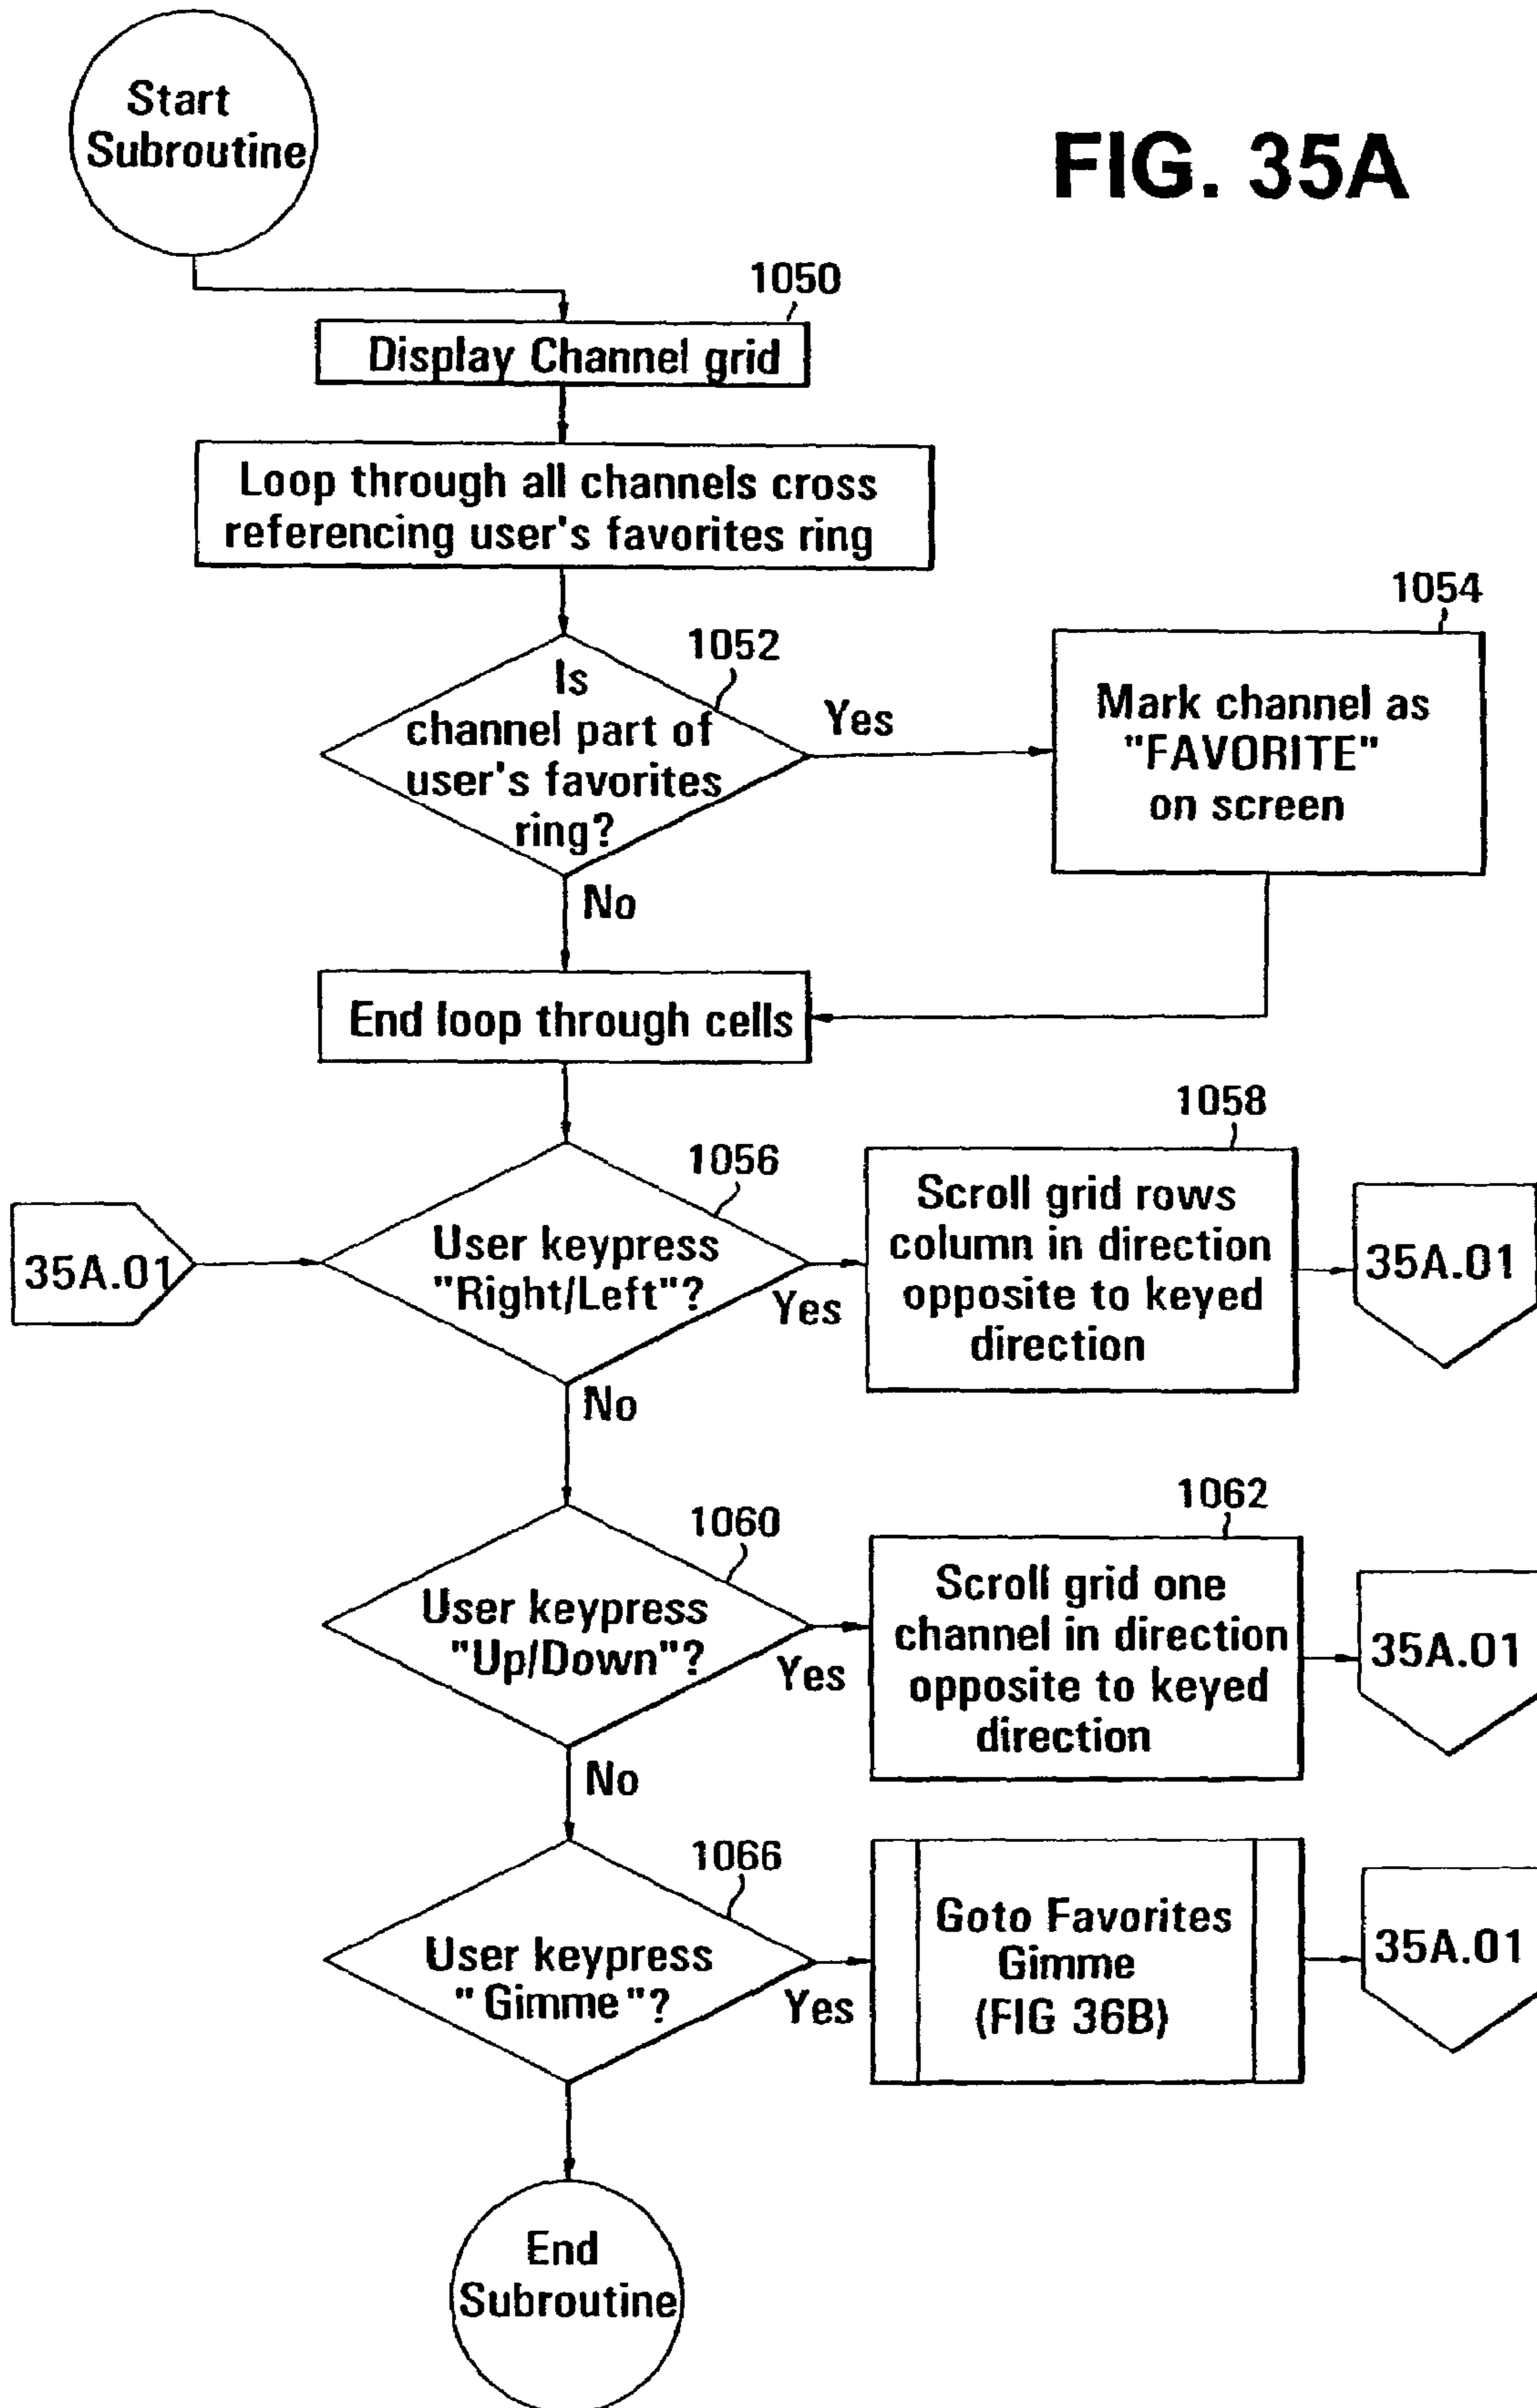 Start
Subroutine
FIG. 35A
1050
Display Channel grid
Loop through all channels cross
referencing user's favorites ring
1052
Is
channel part of
user's favorites
ring?
Yes
1054
Mark channel as
"FAVORITE"
on screen
No
End loop through cells
35A.01
1056
User keypress
"Right/Left"?
Yes
1058
Scroll grid rows
column in direction
opposite to keyed
direction
35A.01
No
1060
User keypress
"Up/Down"?
Yes
1062
Scroll grid one
channel in direction
opposite to keyed
direction
35A.01
No
1066
User keypress
"Gimme"?
Yes
Goto Favorites
Gimme
(FIG 36B)
35A.01
End
Subroutine